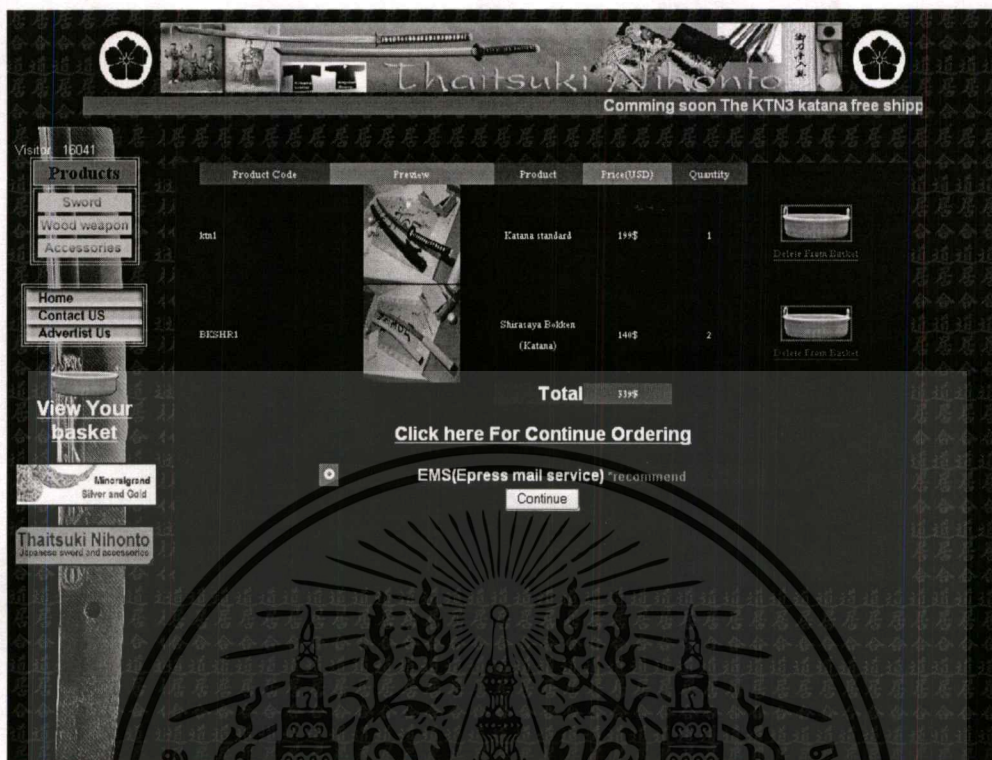 Thaitsuki Nihonto
Comming soon The KTN3 katana free shipp
Visitor 16041
Products
Sword
Wood weapon
Accessories
Home
Contact US
Advertist Us
View Your
basket
Mineralgrand
Silver and Gold
Thaitsuki Nihonto
Japanese sword and accessories
Product Code Preview Product Price(USD) Quantity
ktn1 Katana standard 199$ 1
Delete From Basket
BKSHR1 Shirasaya Bokken
(Katana) 140$ 2
Delete From Basket
Total 339$
Click here For Continue Ordering
EMS(Epress mail service) *recommend
Continue